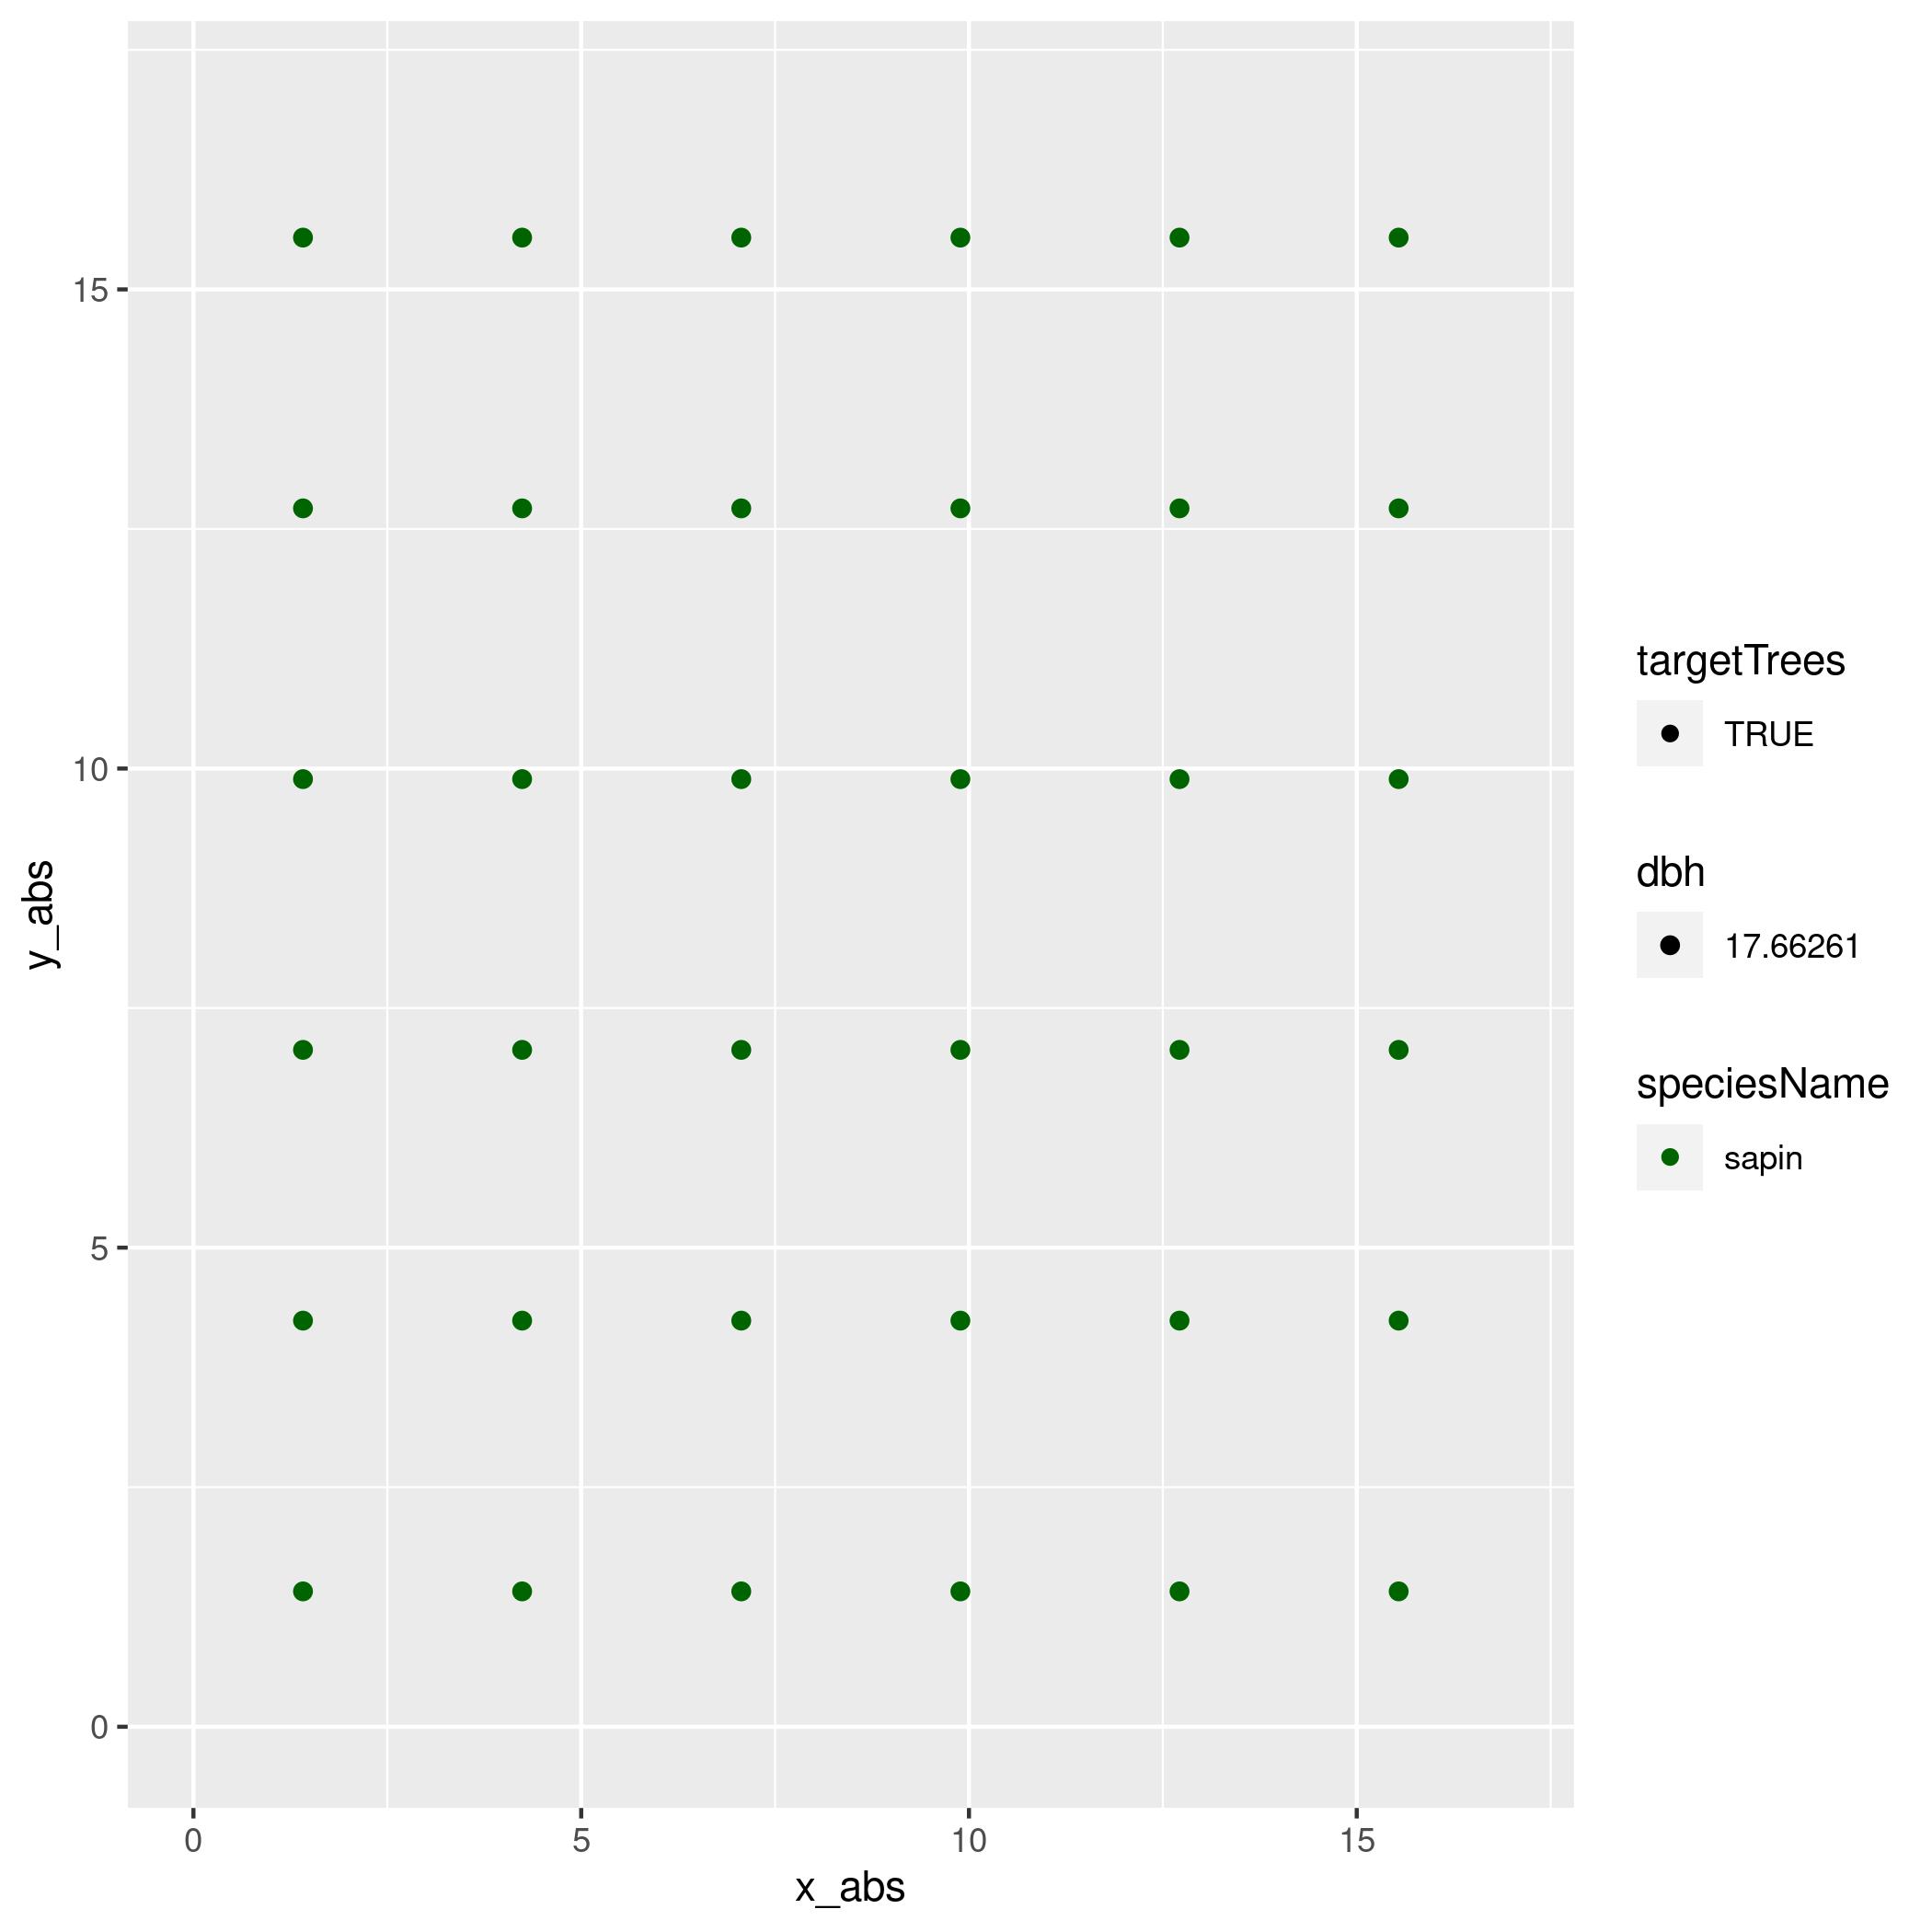 15
10
5
0
y_abs
0 5 10 15
x_abs
targetTrees
TRUE
dbh
17.66261
speciesName
sapin